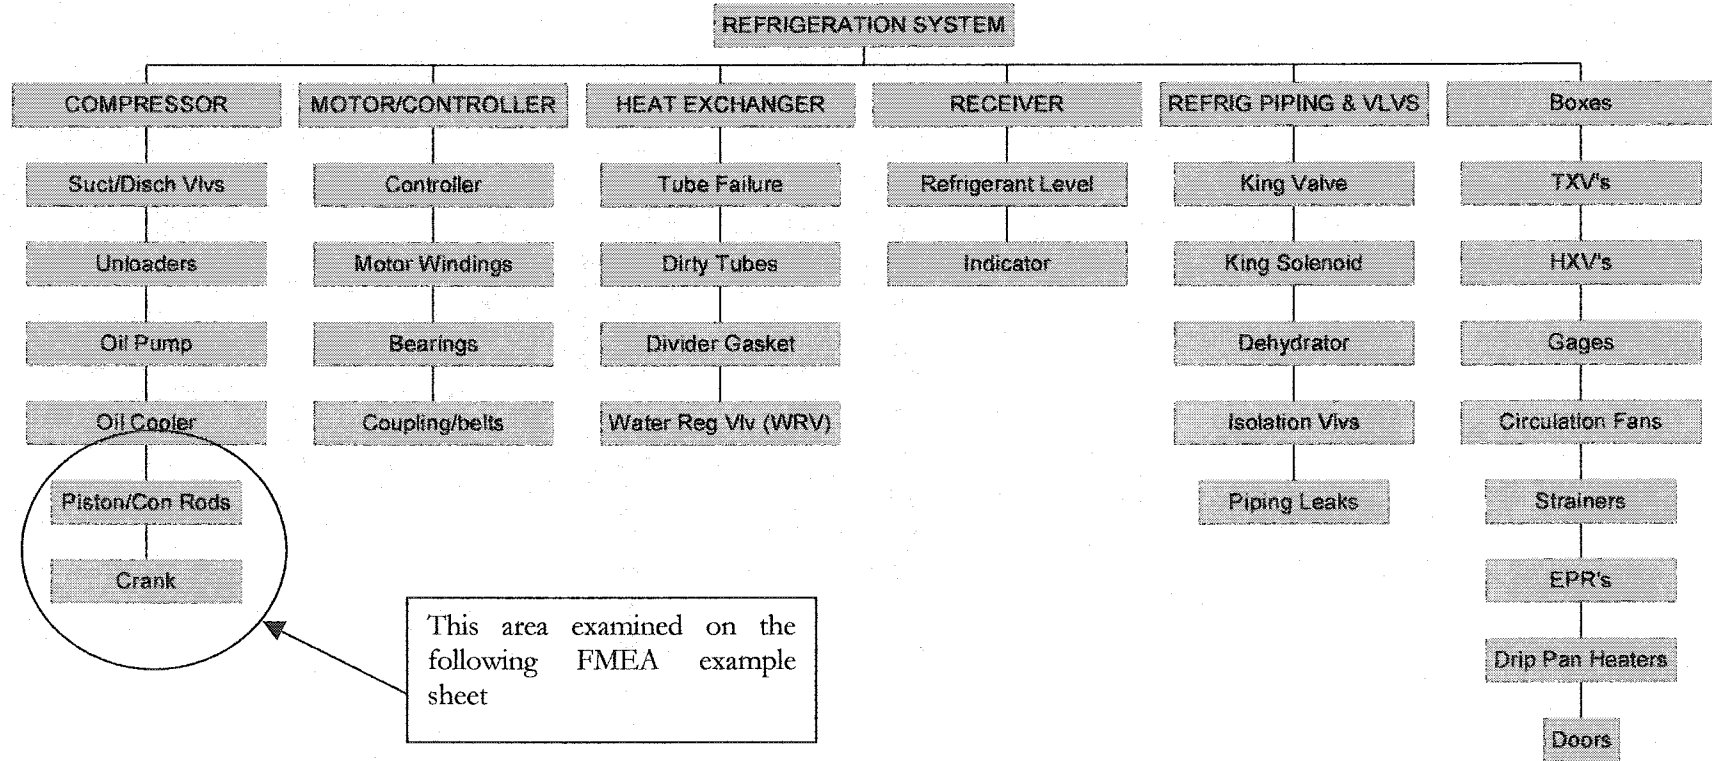 REFRIGERATION SYSTEM
COMPRESSOR
Suct/Disch Vlvs
Unloaders
Oil Pump
Oil Cooler
Piston/Con Rods
Crank
MOTOR/CONTROLLER
Controller
Motor Windings
Bearings
Coupling/belts
HEAT EXCHANGER
Tube Failure
Dirty Tubes
Divider Gasket
Water Reg Vlv (WRV)
RECEIVER
Refrigerant Level
Indicator
REFRIG PIPING & VLVS
King Valve
King Solenoid
Dehydrator
Isolation Vlvs
Piping Leaks
Boxes
TXV's
HXV's
Gages
Circulation Fans
Strainers
EPR's
Drip Pan Heaters
Doors
This area examined on the
following FMEA example
sheet